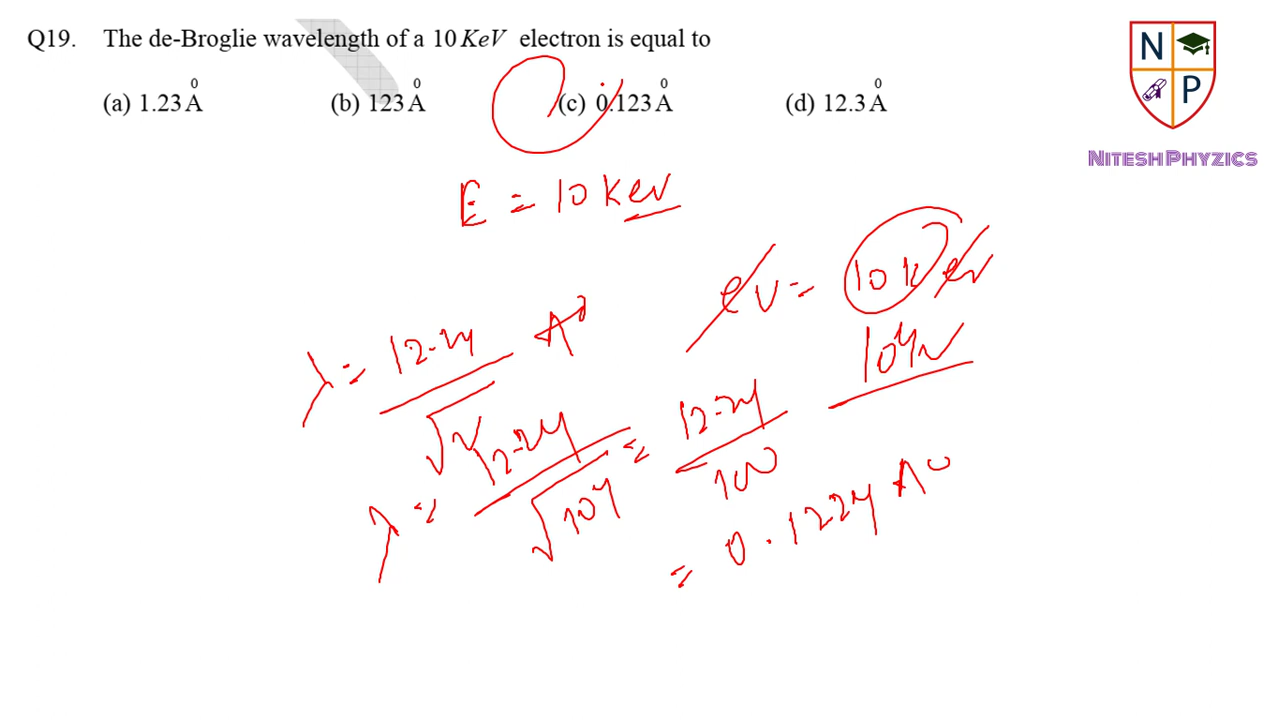 Q19. The de-Broglie wavelength of a 10 KeV electron is equal to
(a) 1.23 Å (b) 123 Å (c) 0.123 Å (d) 12.3 Å
N P
NITESH PHYZICS
E = 10 Kev
eV = 10 K ev
10⁴ V
λ = 12.24 / √V A°
λ = 12.24 / √10⁴ = 12.24 / 100
= 0.1224 A°